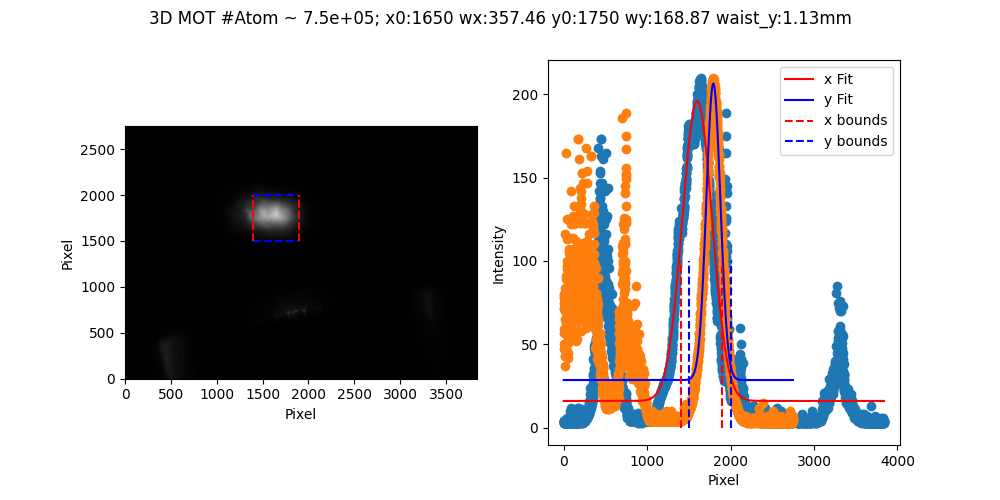 3D MOT #Atom ~ 7.5e+05; x0:1650 wx:357.46 y0:1750 wy:168.87 waist_y:1.13mm
2500
2000
1500
1000
500
0
Pixel
0 500 1000 1500 2000 2500 3000 3500
Pixel
200
150
100
50
0
Intensity
0 1000 2000 3000 4000
Pixel
x Fit
y Fit
x bounds
y bounds